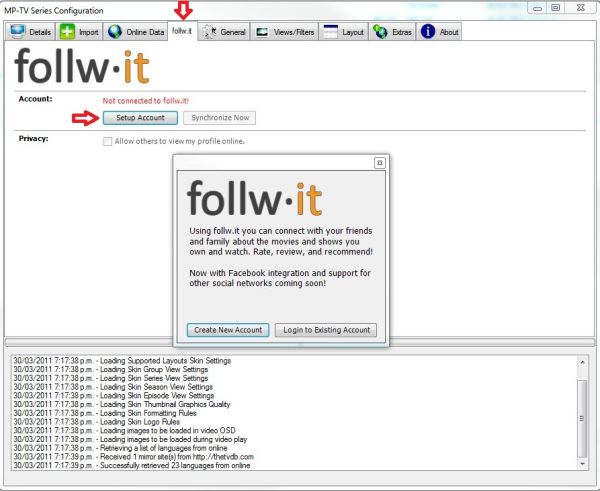 MP-TV Series Configuration
Details Import Online Data follw.it General Views/Filters Layout Extras About
follw·it
Account: Not connected to follw.it!
Setup Account Synchronize Now
Privacy: Allow others to view my profile online.
follw·it
Using follw.it you can connect with your friends
and family about the movies and shows you
own and watch. Rate, review, and recommend!
Now with Facebook integration and support for
other social networks coming soon!
Create New Account Login to Existing Account
30/03/2011 7:17:38 p.m. - Loading Supported Layouts Skin Settings
30/03/2011 7:17:38 p.m. - Loading Skin Group View Settings
30/03/2011 7:17:38 p.m. - Loading Skin Series View Settings
30/03/2011 7:17:38 p.m. - Loading Skin Season View Settings
30/03/2011 7:17:38 p.m. - Loading Skin Episode View Settings
30/03/2011 7:17:38 p.m. - Loading Skin Thumbnail Graphics Quality
30/03/2011 7:17:38 p.m. - Loading Skin Formatting Rules
30/03/2011 7:17:38 p.m. - Loading Skin Logo Rules
30/03/2011 7:17:38 p.m. - Loading images to be loaded in video OSD
30/03/2011 7:17:38 p.m. - Loading images to be loaded during video play
30/03/2011 7:17:38 p.m. - Retrieving a list of languages from online
30/03/2011 7:17:39 p.m. - Received 1 mirror site(s) from http://thetvdb.com
30/03/2011 7:17:39 p.m. - Successfully retrieved 23 languages from online